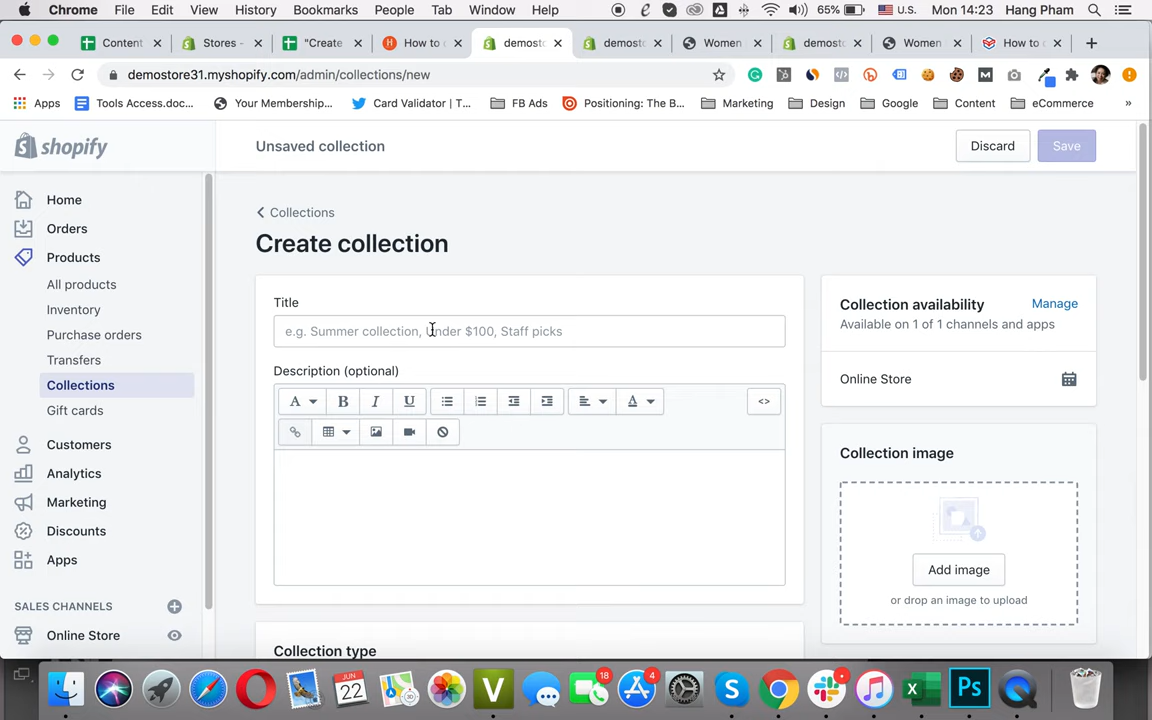 Chrome File Edit View History Bookmarks People Tab Window Help 65% U.S. Mon 14:23 Hang Pham
Content Stores - "Create How to c demosto demosto Women demosto Women How to c
demostore31.myshopify.com/admin/collections/new
Apps Tools Access.doc... Your Membership... Card Validator | T... FB Ads Positioning: The B... Marketing Design Google Content eCommerce »
shopify
Unsaved collection
Discard
Save
Home
Orders
Products
All products
Inventory
Purchase orders
Transfers
Collections
Gift cards
Customers
Analytics
Marketing
Discounts
Apps
SALES CHANNELS
Online Store
Collections
Create collection
Title
e.g. Summer collection, Under $100, Staff picks
Description (optional)
A B I U A <>
Collection type
Collection availability Manage
Available on 1 of 1 channels and apps
Online Store
Collection image
Add image
or drop an image to upload
JUN
22
V
18
4
S
X
Ps